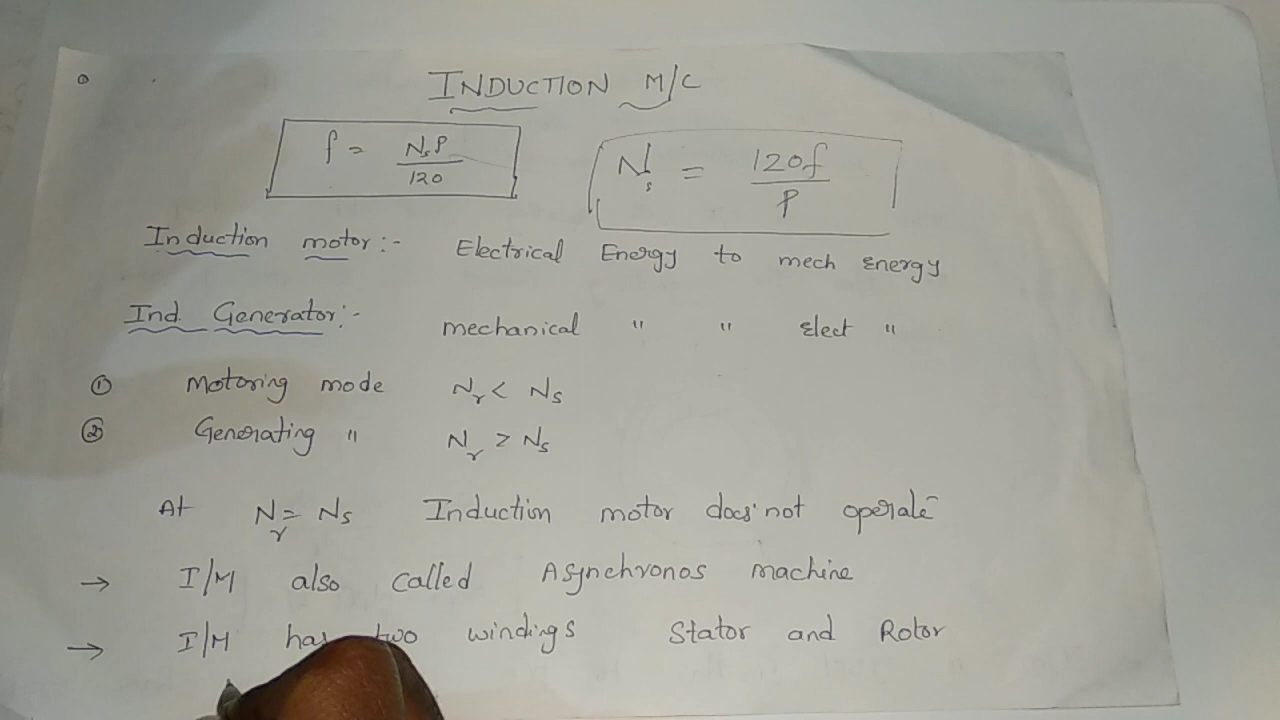 INDUCTION M/C
f = NsP/120
Ns = 120f/P
Induction motor:- Electrical Energy to mech Energy
Ind. Generator:- mechanical " " Elect "
① Motoring mode Nr < Ns
② Generating " Nr > Ns
At Nr = Ns Induction motor does not operate
→ I/M also called Asynchronos machine
→ I/M has two windings Stator and Rotor